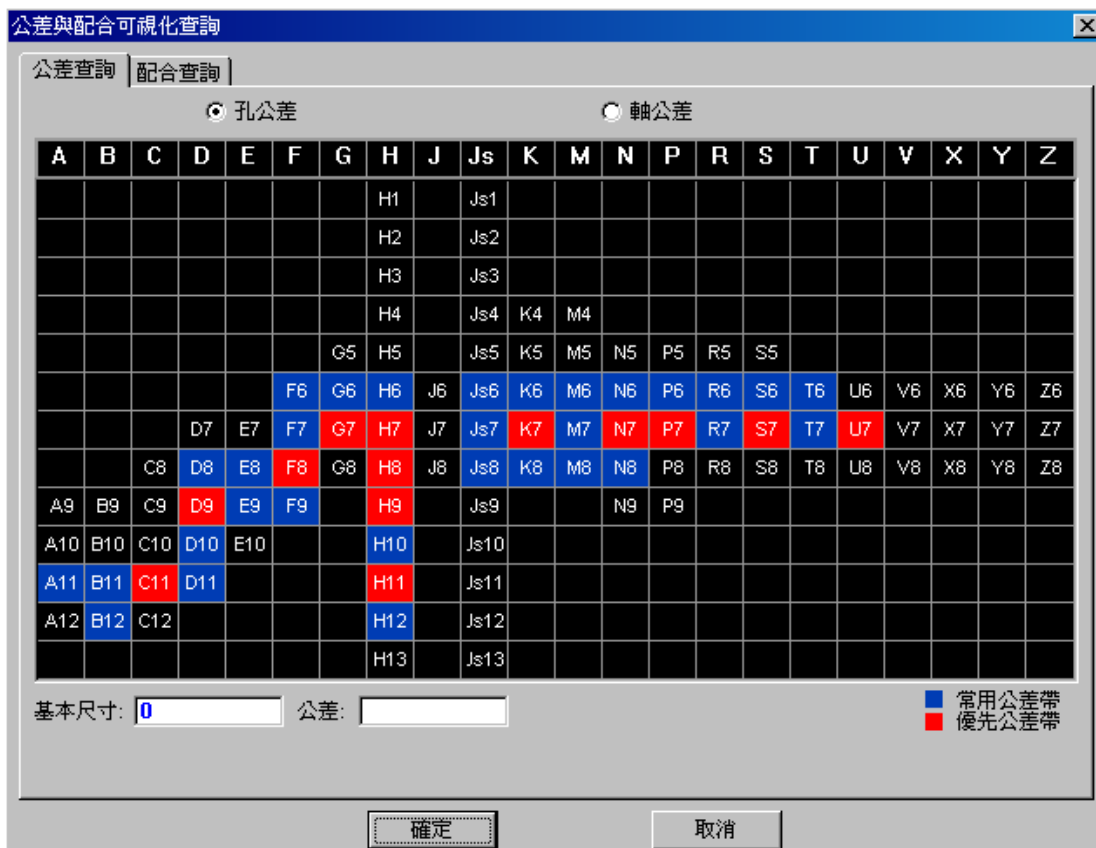 公差與配合可視化查詢
公差查詢 配合查詢
孔公差 軸公差
A B C D E F G H J Js K M N P R S T U V X Y Z
H1 Js1
H2 Js2
H3 Js3
H4 Js4 K4 M4
G5 H5 Js5 K5 M5 N5 P5 R5 S5
F6 G6 H6 J6 Js6 K6 M6 N6 P6 R6 S6 T6 U6 V6 X6 Y6 Z6
D7 E7 F7 G7 H7 J7 Js7 K7 M7 N7 P7 R7 S7 T7 U7 V7 X7 Y7 Z7
C8 D8 E8 F8 G8 H8 J8 Js8 K8 M8 N8 P8 R8 S8 T8 U8 V8 X8 Y8 Z8
A9 B9 C9 D9 E9 F9 H9 Js9 N9 P9
A10 B10 C10 D10 E10 H10 Js10
A11 B11 C11 D11 H11 Js11
A12 B12 C12 H12 Js12
H13 Js13
基本尺寸: 0 公差: 常用公差帶
優先公差帶
確定 取消